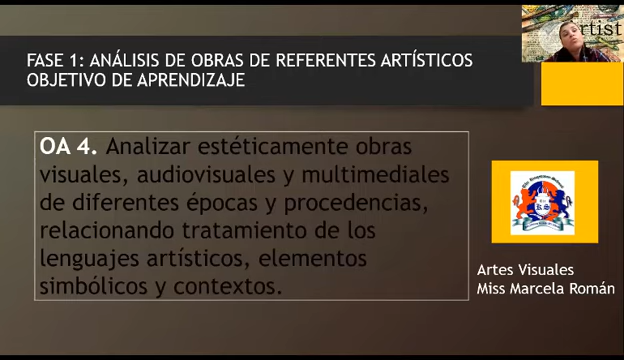 rtist
FASE 1: ANÁLISIS DE OBRAS DE REFERENTES ARTÍSTICOS
OBJETIVO DE APRENDIZAJE
OA 4. Analizar estéticamente obras
visuales, audiovisuales y multimediales
de diferentes épocas y procedencias,
relacionando tratamiento de los
lenguajes artísticos, elementos
simbólicos y contextos.
Artes Visuales
Miss Marcela Román